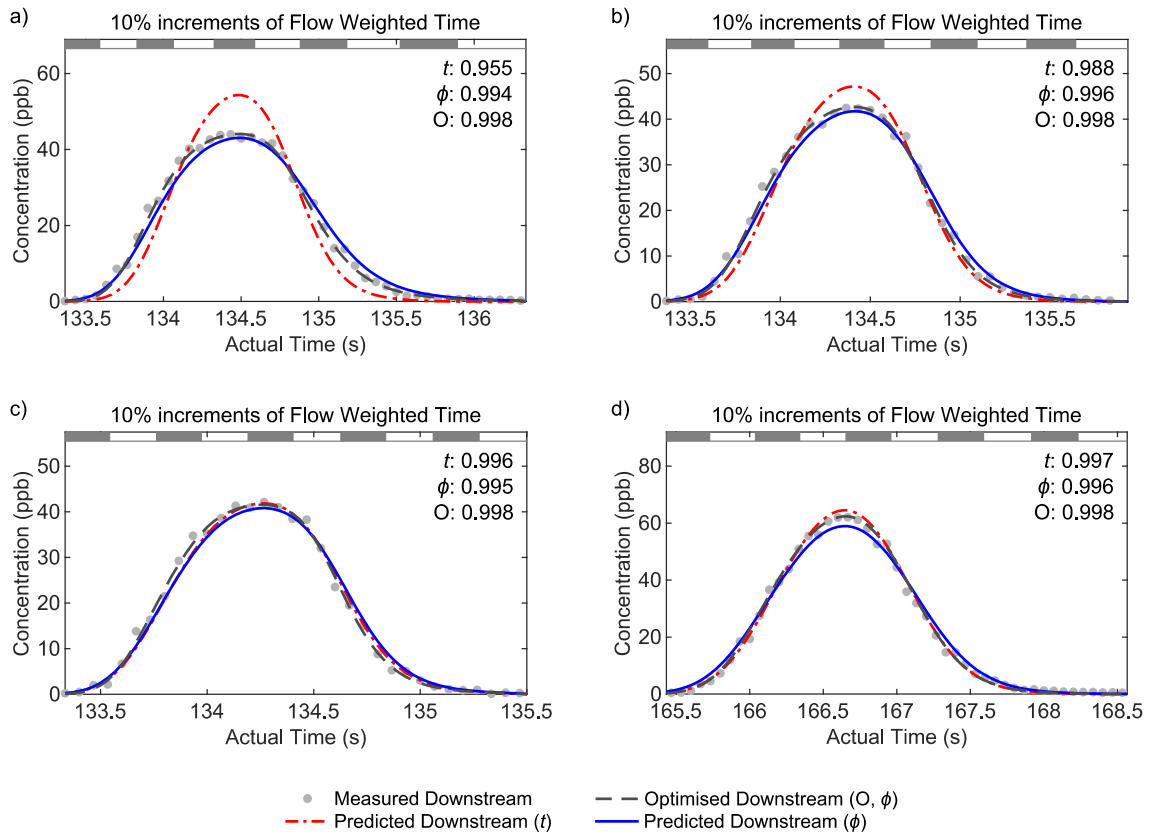 a)
10% increments of Flow Weighted Time
60
40
20
0
Concentration (ppb)
t: 0.955
ϕ: 0.994
O: 0.998
133.5 134 134.5 135 135.5 136
Actual Time (s)
b)
10% increments of Flow Weighted Time
50
40
30
20
10
0
Concentration (ppb)
t: 0.988
ϕ: 0.996
O: 0.998
133.5 134 134.5 135 135.5
Actual Time (s)
c)
10% increments of Flow Weighted Time
50
40
30
20
10
0
Concentration (ppb)
t: 0.996
ϕ: 0.995
O: 0.998
133.5 134 134.5 135 135.5
Actual Time (s)
d)
10% increments of Flow Weighted Time
80
60
40
20
0
Concentration (ppb)
t: 0.997
ϕ: 0.996
O: 0.998
165.5 166 166.5 167 167.5 168 168.5
Actual Time (s)
Measured Downstream
Optimised Downstream (O, ϕ)
Predicted Downstream (t)
Predicted Downstream (ϕ)